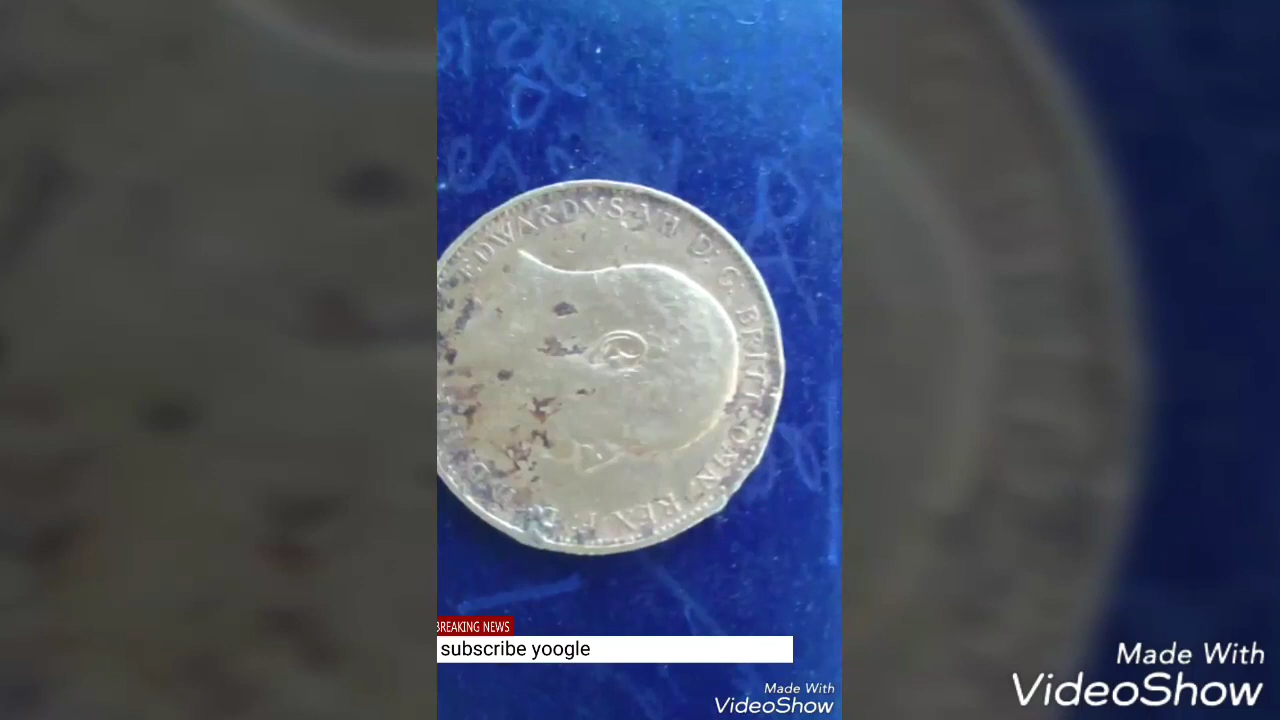 EDWARDVS VII D: G: BRITT: OMN: REX F: D:
BREAKING NEWS
subscribe yoogle
Made With
VideoShow
Made With
VideoShow